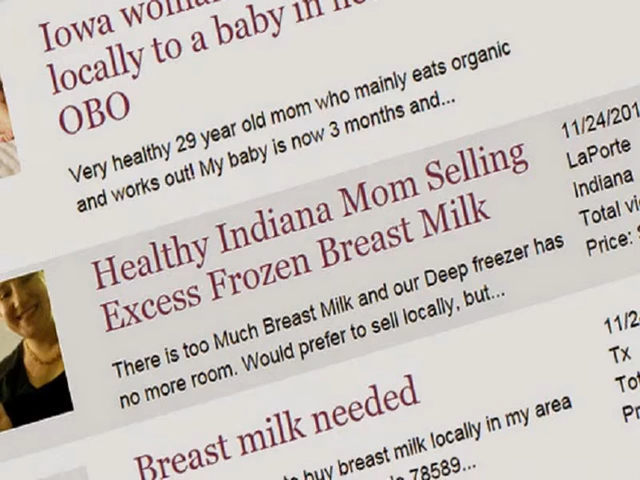 Iowa
locally to a baby in
OBO
Very healthy 29 year old mom who mainly eats organic
and works out! My baby is now 3 months and...
Healthy Indiana Mom Selling
Excess Frozen Breast Milk
There is too Much Breast Milk and our Deep freezer has
no more room. Would prefer to sell locally, but...
11/24/201
LaPorte
Indiana
Total vi
Price:
Breast milk needed
buy breast milk locally in my area
78589...
11/2
Tx
Tot
Pr